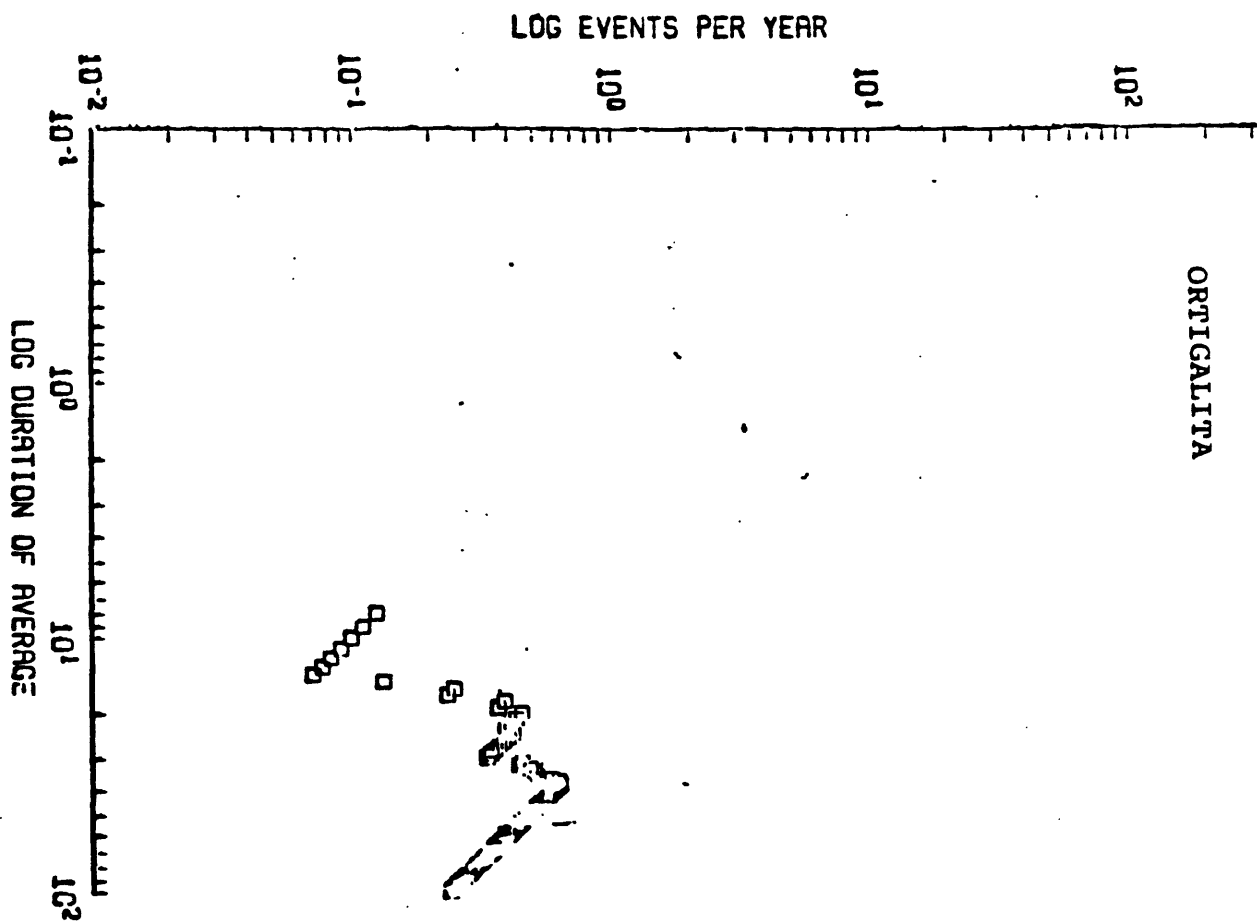 ORTIGALITA
LOG EVENTS PER YEAR
10² 10¹ 10⁰ 10⁻¹ 10⁻²
10⁻¹ 10⁰ 10¹ 10²
LOG DURATION OF AVERAGE